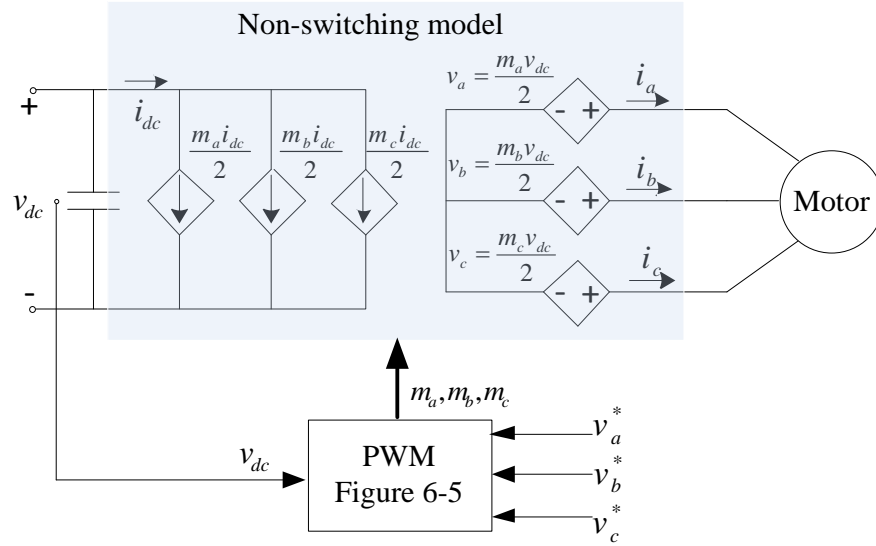 Non-switching model
+
-
v_dc
i_dc
m_a i_dc / 2
m_b i_dc / 2
m_c i_dc / 2
v_a = m_a v_dc / 2
- +
i_a
v_b = m_b v_dc / 2
- +
i_b
v_c = m_c v_dc / 2
- +
i_c
Motor
m_a, m_b, m_c
v_dc
PWM
Figure 6-5
v_a^*
v_b^*
v_c^*